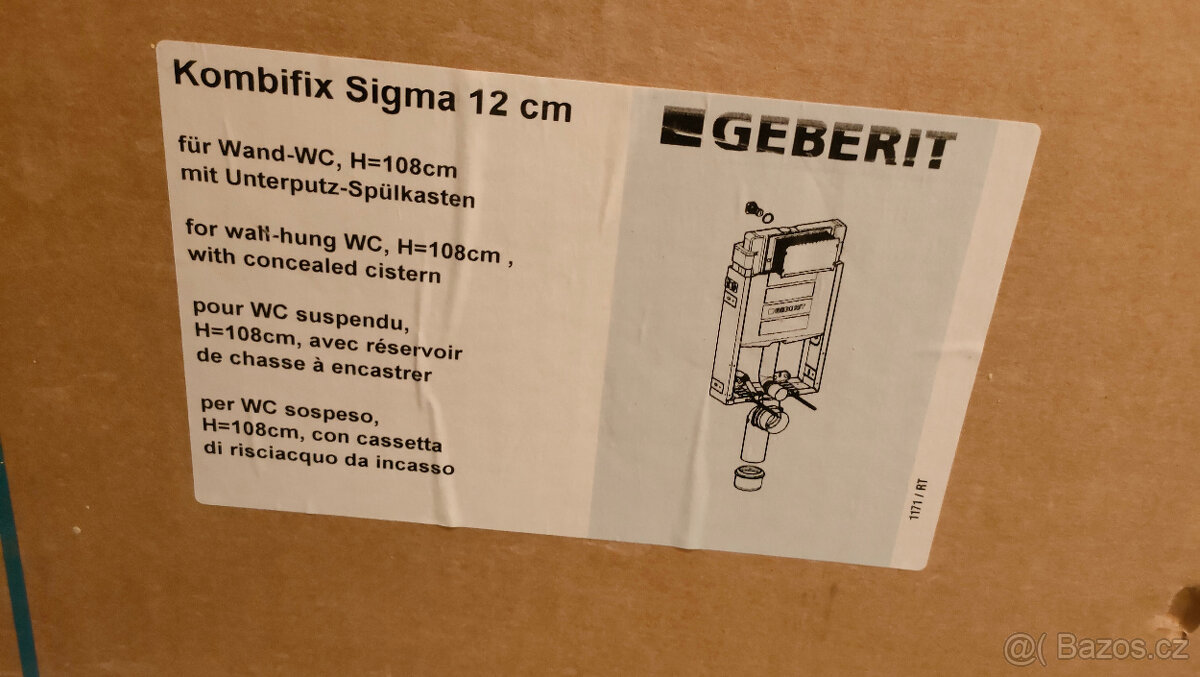 Kombifix Sigma 12 cm
GEBERIT
für Wand-WC, H=108cm
mit Unterputz-Spülkasten
for wall-hung WC, H=108cm ,
with concealed cistern
pour WC suspendu,
H=108cm, avec réservoir
de chasse à encastrer
per WC sospeso,
H=108cm, con cassetta
di risciacquo da incasso
GEBERIT
1171 / RT
@( Bazos.cz